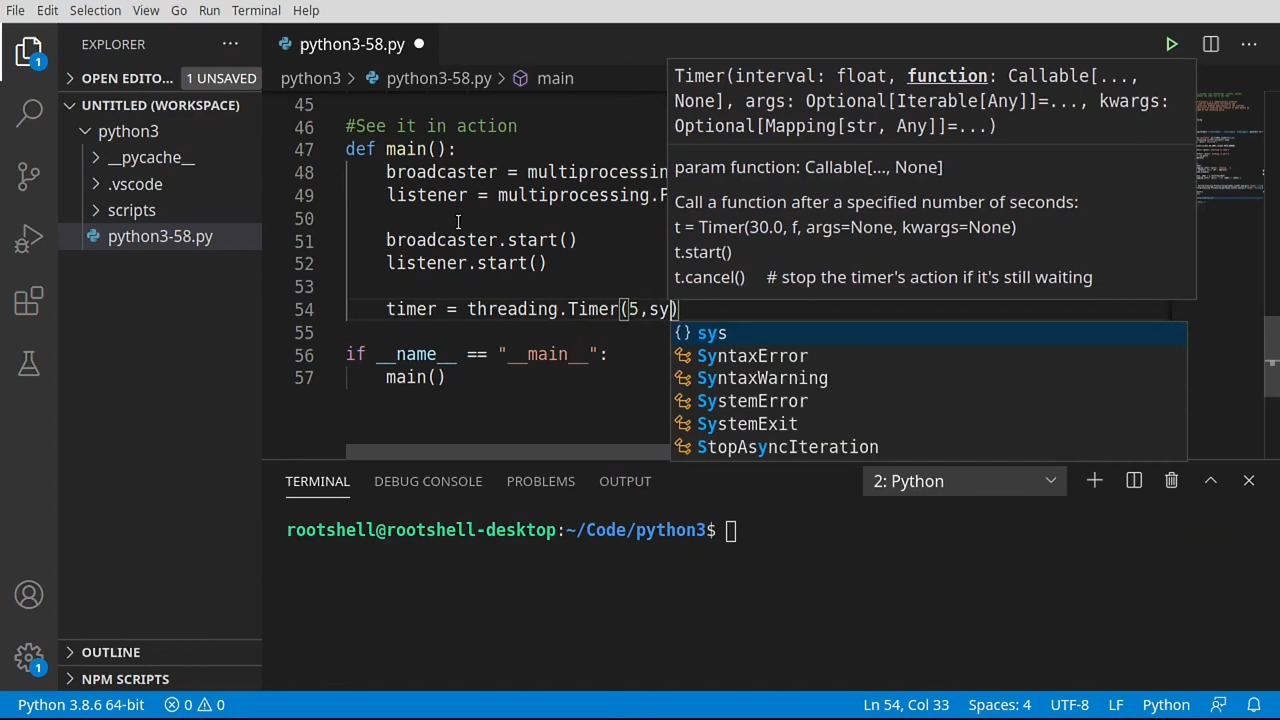 File Edit Selection View Go Run Terminal Help
EXPLORER
python3-58.py
1
OPEN EDITO... 1 UNSAVED
python3 > python3-58.py > main
UNTITLED (WORKSPACE)
python3
__pycache__
.vscode
scripts
python3-58.py
45
46 #See it in action
47 def main():
48 broadcaster = multiprocessing
49 listener = multiprocessing.
50
51 broadcaster.start()
52 listener.start()
53
54 timer = threading.Timer(5,sy)
55
56 if __name__ == "__main__":
57 main()
Timer(interval: float, function: Callable[...,
None], args: Optional[Iterable[Any]]=..., kwargs:
Optional[Mapping[str, Any]]=...)
param function: Callable[..., None]
Call a function after a specified number of seconds:
t = Timer(30.0, f, args=None, kwargs=None)
t.start()
t.cancel() # stop the timer's action if it's still waiting
{} sys
SyntaxError
SyntaxWarning
SystemError
SystemExit
StopAsyncIteration
TERMINAL DEBUG CONSOLE PROBLEMS OUTPUT 2: Python
rootshell@rootshell-desktop:~/Code/python3$
OUTLINE
NPM SCRIPTS
1
Python 3.8.6 64-bit 0 0 Ln 54, Col 33 Spaces: 4 UTF-8 LF Python